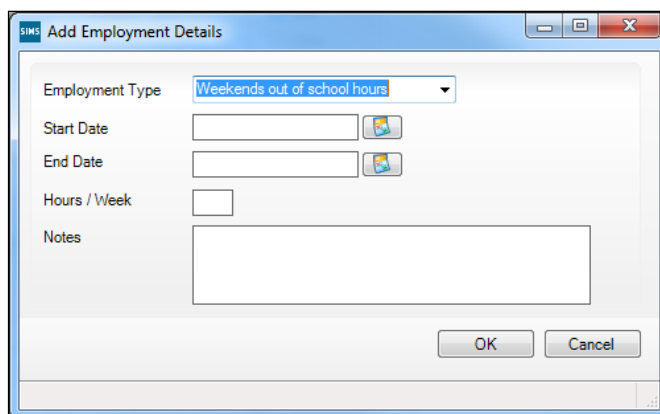 SIMS Add Employment Details
Employment Type Weekends out of school hours
Start Date
End Date
Hours / Week
Notes
OK Cancel